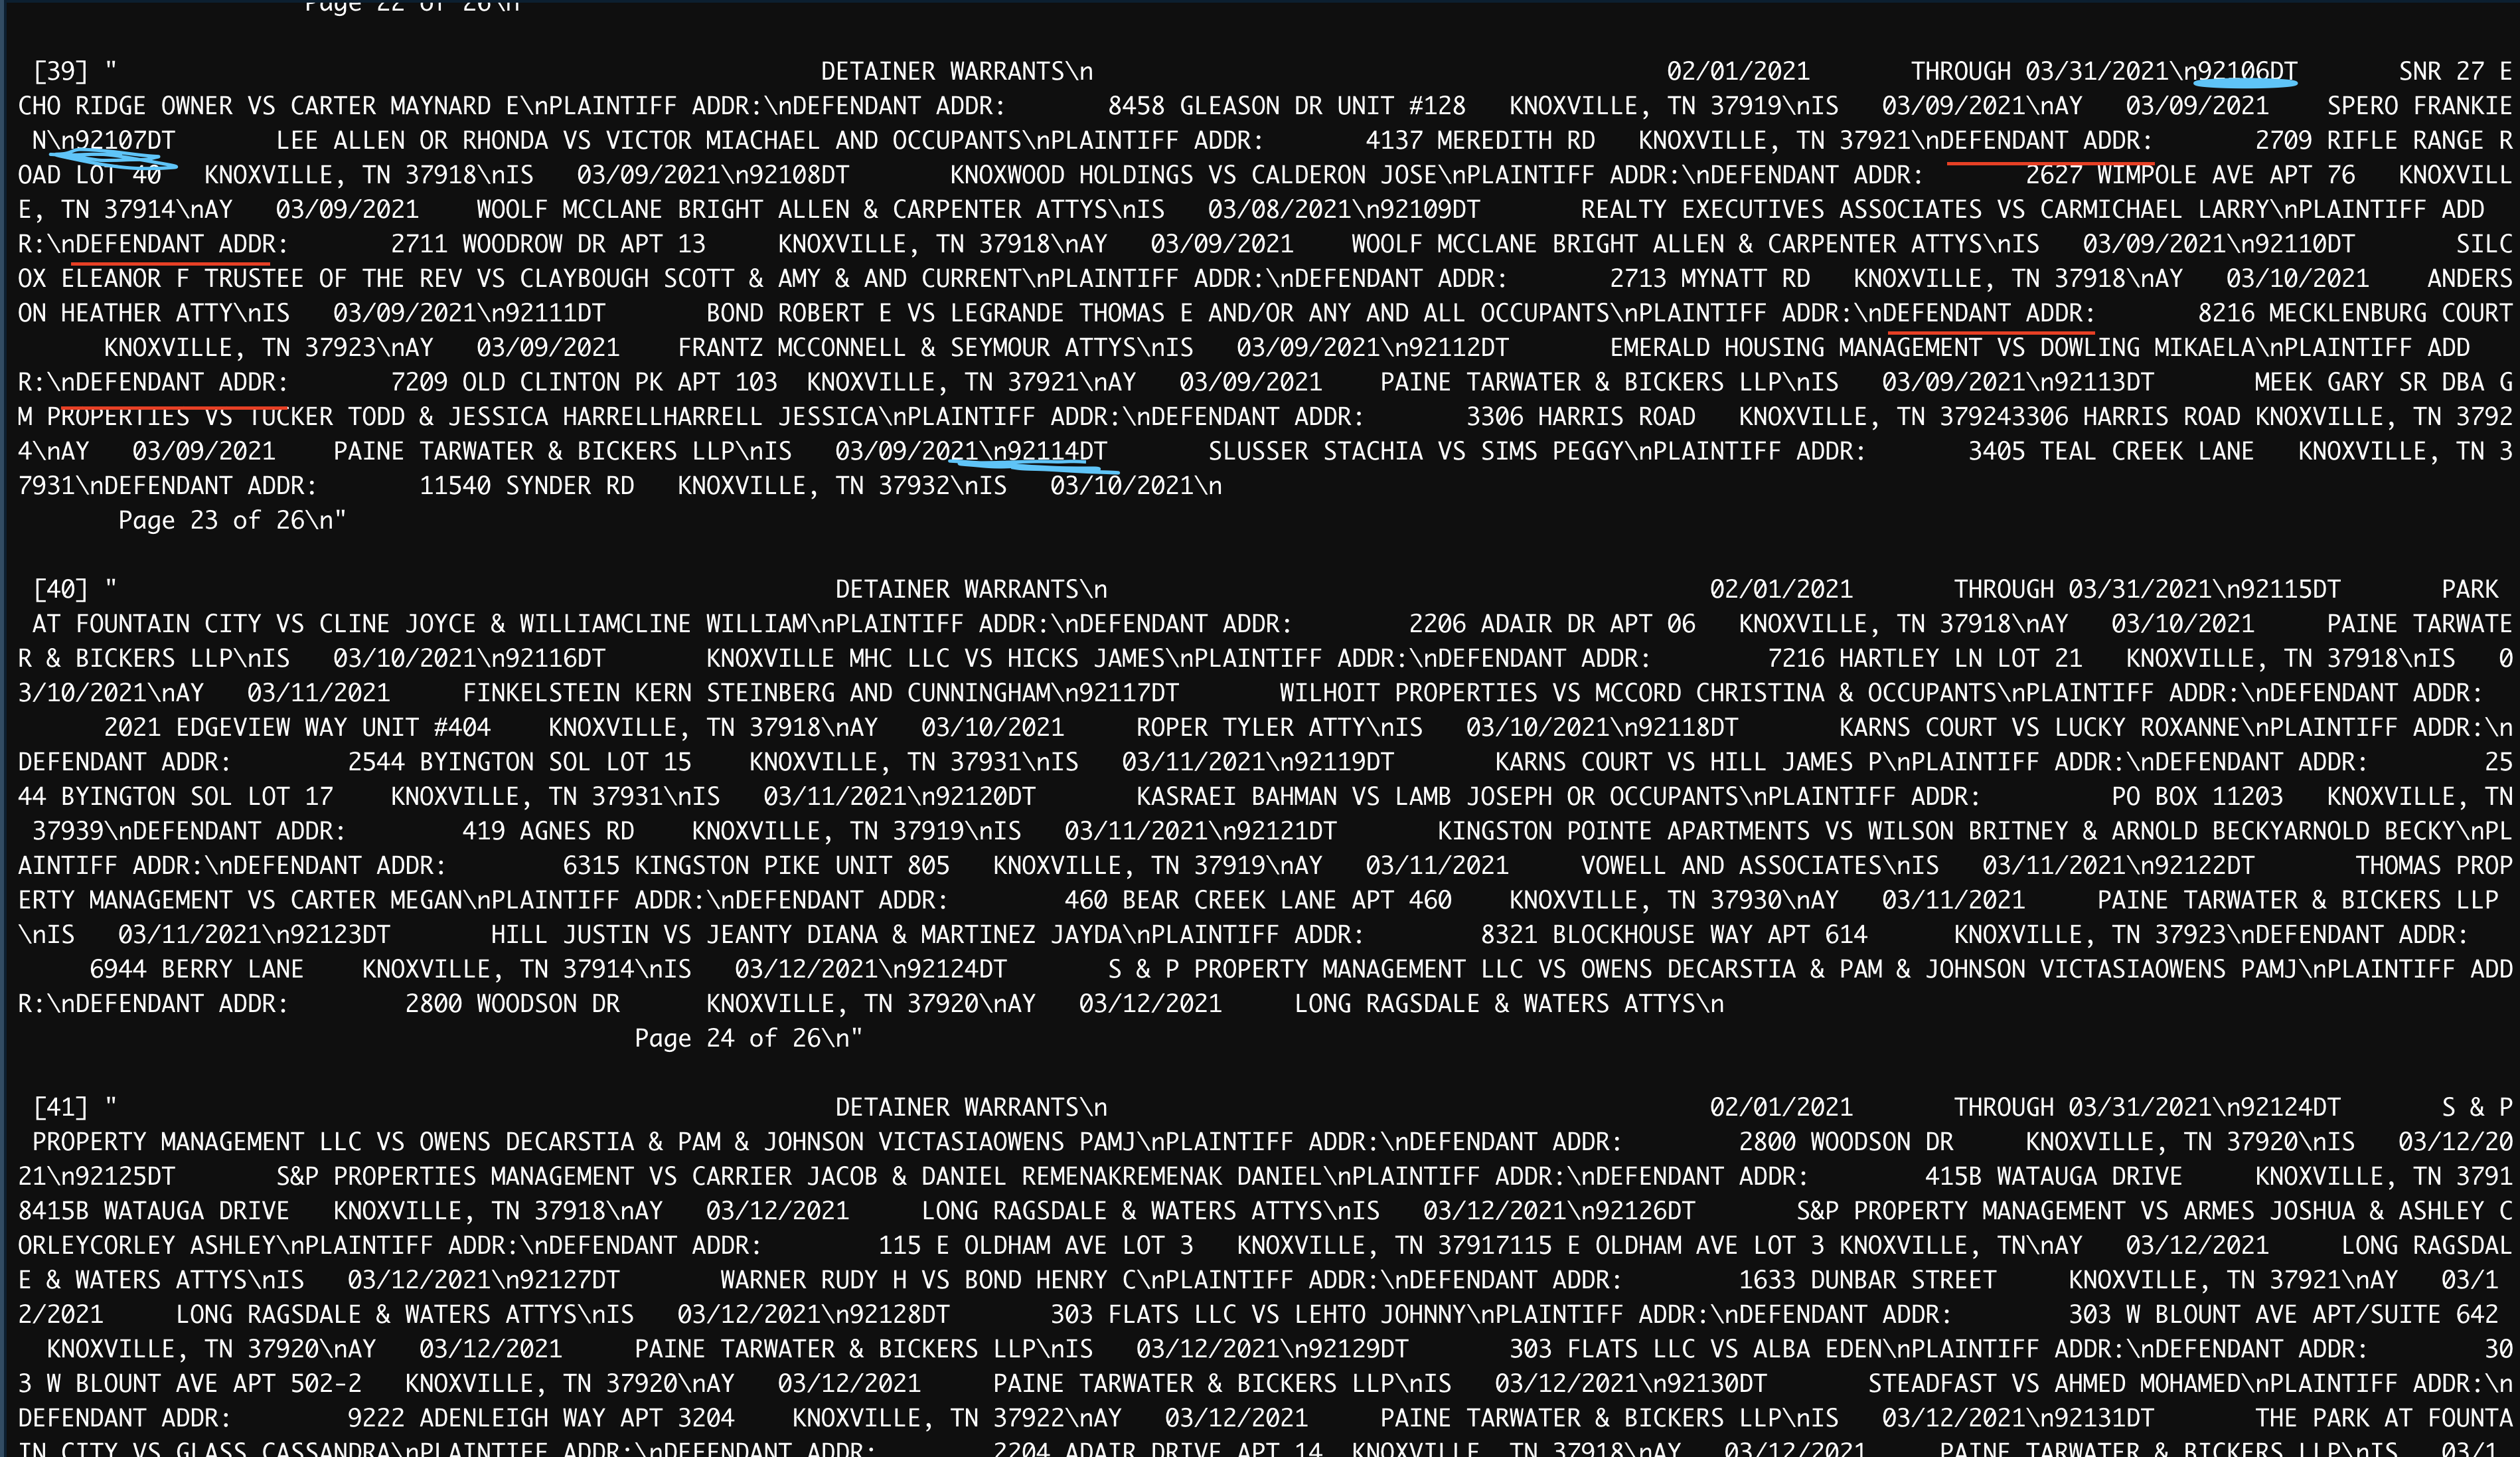 Page 22 of 26\n
[39] " DETAINER WARRANTS\n 02/01/2021 THROUGH 03/31/2021\n92106DT SNR 27 E
CHO RIDGE OWNER VS CARTER MAYNARD E\nPLAINTIFF ADDR:\nDEFENDANT ADDR: 8458 GLEASON DR UNIT #128 KNOXVILLE, TN 37919\nIS 03/09/2021\nAY 03/09/2021 SPERO FRANKIE
N\n92107DT LEE ALLEN OR RHONDA VS VICTOR MIACHAEL AND OCCUPANTS\nPLAINTIFF ADDR: 4137 MEREDITH RD KNOXVILLE, TN 37921\nDEFENDANT ADDR: 2709 RIFLE RANGE R
OAD LOT 40 KNOXVILLE, TN 37918\nIS 03/09/2021\n92108DT KNOXWOOD HOLDINGS VS CALDERON JOSE\nPLAINTIFF ADDR:\nDEFENDANT ADDR: 2627 WIMPOLE AVE APT 76 KNOXVILL
E, TN 37914\nAY 03/09/2021 WOOLF MCCLANE BRIGHT ALLEN & CARPENTER ATTYS\nIS 03/08/2021\n92109DT REALTY EXECUTIVES ASSOCIATES VS CARMICHAEL LARRY\nPLAINTIFF ADD
R:\nDEFENDANT ADDR: 2711 WOODROW DR APT 13 KNOXVILLE, TN 37918\nAY 03/09/2021 WOOLF MCCLANE BRIGHT ALLEN & CARPENTER ATTYS\nIS 03/09/2021\n92110DT SILC
OX ELEANOR F TRUSTEE OF THE REV VS CLAYBOUGH SCOTT & AMY & AND CURRENT\nPLAINTIFF ADDR:\nDEFENDANT ADDR: 2713 MYNATT RD KNOXVILLE, TN 37918\nAY 03/10/2021 ANDERS
ON HEATHER ATTY\nIS 03/09/2021\n92111DT BOND ROBERT E VS LEGRANDE THOMAS E AND/OR ANY AND ALL OCCUPANTS\nPLAINTIFF ADDR:\nDEFENDANT ADDR: 8216 MECKLENBURG COURT
KNOXVILLE, TN 37923\nAY 03/09/2021 FRANTZ MCCONNELL & SEYMOUR ATTYS\nIS 03/09/2021\n92112DT EMERALD HOUSING MANAGEMENT VS DOWLING MIKAELA\nPLAINTIFF ADD
R:\nDEFENDANT ADDR: 7209 OLD CLINTON PK APT 103 KNOXVILLE, TN 37921\nAY 03/09/2021 PAINE TARWATER & BICKERS LLP\nIS 03/09/2021\n92113DT MEEK GARY SR DBA G
M PROPERTIES VS TUCKER TODD & JESSICA HARRELLHARRELL JESSICA\nPLAINTIFF ADDR:\nDEFENDANT ADDR: 3306 HARRIS ROAD KNOXVILLE, TN 379243306 HARRIS ROAD KNOXVILLE, TN 3792
4\nAY 03/09/2021 PAINE TARWATER & BICKERS LLP\nIS 03/09/2021\n92114DT SLUSSER STACHIA VS SIMS PEGGY\nPLAINTIFF ADDR: 3405 TEAL CREEK LANE KNOXVILLE, TN 3
7931\nDEFENDANT ADDR: 11540 SYNDER RD KNOXVILLE, TN 37932\nIS 03/10/2021\n
Page 23 of 26\n"
[40] " DETAINER WARRANTS\n 02/01/2021 THROUGH 03/31/2021\n92115DT PARK
AT FOUNTAIN CITY VS CLINE JOYCE & WILLIAMCLINE WILLIAM\nPLAINTIFF ADDR:\nDEFENDANT ADDR: 2206 ADAIR DR APT 06 KNOXVILLE, TN 37918\nAY 03/10/2021 PAINE TARWATE
R & BICKERS LLP\nIS 03/10/2021\n92116DT KNOXVILLE MHC LLC VS HICKS JAMES\nPLAINTIFF ADDR:\nDEFENDANT ADDR: 7216 HARTLEY LN LOT 21 KNOXVILLE, TN 37918\nIS 0
3/10/2021\nAY 03/11/2021 FINKELSTEIN KERN STEINBERG AND CUNNINGHAM\n92117DT WILHOIT PROPERTIES VS MCCORD CHRISTINA & OCCUPANTS\nPLAINTIFF ADDR:\nDEFENDANT ADDR:
2021 EDGEVIEW WAY UNIT #404 KNOXVILLE, TN 37918\nAY 03/10/2021 ROPER TYLER ATTY\nIS 03/10/2021\n92118DT KARNS COURT VS LUCKY ROXANNE\nPLAINTIFF ADDR:\n
DEFENDANT ADDR: 2544 BYINGTON SOL LOT 15 KNOXVILLE, TN 37931\nIS 03/11/2021\n92119DT KARNS COURT VS HILL JAMES P\nPLAINTIFF ADDR:\nDEFENDANT ADDR: 25
44 BYINGTON SOL LOT 17 KNOXVILLE, TN 37931\nIS 03/11/2021\n92120DT KASRAEI BAHMAN VS LAMB JOSEPH OR OCCUPANTS\nPLAINTIFF ADDR: PO BOX 11203 KNOXVILLE, TN
37939\nDEFENDANT ADDR: 419 AGNES RD KNOXVILLE, TN 37919\nIS 03/11/2021\n92121DT KINGSTON POINTE APARTMENTS VS WILSON BRITNEY & ARNOLD BECKYARNOLD BECKY\nPL
AINTIFF ADDR:\nDEFENDANT ADDR: 6315 KINGSTON PIKE UNIT 805 KNOXVILLE, TN 37919\nAY 03/11/2021 VOWELL AND ASSOCIATES\nIS 03/11/2021\n92122DT THOMAS PROP
ERTY MANAGEMENT VS CARTER MEGAN\nPLAINTIFF ADDR:\nDEFENDANT ADDR: 460 BEAR CREEK LANE APT 460 KNOXVILLE, TN 37930\nAY 03/11/2021 PAINE TARWATER & BICKERS LLP
\nIS 03/11/2021\n92123DT HILL JUSTIN VS JEANTY DIANA & MARTINEZ JAYDA\nPLAINTIFF ADDR: 8321 BLOCKHOUSE WAY APT 614 KNOXVILLE, TN 37923\nDEFENDANT ADDR:
6944 BERRY LANE KNOXVILLE, TN 37914\nIS 03/12/2021\n92124DT S & P PROPERTY MANAGEMENT LLC VS OWENS DECARSTIA & PAM & JOHNSON VICTASIAOWENS PAMJ\nPLAINTIFF ADD
R:\nDEFENDANT ADDR: 2800 WOODSON DR KNOXVILLE, TN 37920\nAY 03/12/2021 LONG RAGSDALE & WATERS ATTYS\n
Page 24 of 26\n"
[41] " DETAINER WARRANTS\n 02/01/2021 THROUGH 03/31/2021\n92124DT S & P
PROPERTY MANAGEMENT LLC VS OWENS DECARSTIA & PAM & JOHNSON VICTASIAOWENS PAMJ\nPLAINTIFF ADDR:\nDEFENDANT ADDR: 2800 WOODSON DR KNOXVILLE, TN 37920\nIS 03/12/20
21\n92125DT S&P PROPERTIES MANAGEMENT VS CARRIER JACOB & DANIEL REMENAKREMENAK DANIEL\nPLAINTIFF ADDR:\nDEFENDANT ADDR: 415B WATAUGA DRIVE KNOXVILLE, TN 3791
8415B WATAUGA DRIVE KNOXVILLE, TN 37918\nAY 03/12/2021 LONG RAGSDALE & WATERS ATTYS\nIS 03/12/2021\n92126DT S&P PROPERTY MANAGEMENT VS ARMES JOSHUA & ASHLEY C
ORLEYCORLEY ASHLEY\nPLAINTIFF ADDR:\nDEFENDANT ADDR: 115 E OLDHAM AVE LOT 3 KNOXVILLE, TN 37917115 E OLDHAM AVE LOT 3 KNOXVILLE, TN\nAY 03/12/2021 LONG RAGSDAL
E & WATERS ATTYS\nIS 03/12/2021\n92127DT WARNER RUDY H VS BOND HENRY C\nPLAINTIFF ADDR:\nDEFENDANT ADDR: 1633 DUNBAR STREET KNOXVILLE, TN 37921\nAY 03/1
2/2021 LONG RAGSDALE & WATERS ATTYS\nIS 03/12/2021\n92128DT 303 FLATS LLC VS LEHTO JOHNNY\nPLAINTIFF ADDR:\nDEFENDANT ADDR: 303 W BLOUNT AVE APT/SUITE 642
KNOXVILLE, TN 37920\nAY 03/12/2021 PAINE TARWATER & BICKERS LLP\nIS 03/12/2021\n92129DT 303 FLATS LLC VS ALBA EDEN\nPLAINTIFF ADDR:\nDEFENDANT ADDR: 30
3 W BLOUNT AVE APT 502-2 KNOXVILLE, TN 37920\nAY 03/12/2021 PAINE TARWATER & BICKERS LLP\nIS 03/12/2021\n92130DT STEADFAST VS AHMED MOHAMED\nPLAINTIFF ADDR:\n
DEFENDANT ADDR: 9222 ADENLEIGH WAY APT 3204 KNOXVILLE, TN 37922\nAY 03/12/2021 PAINE TARWATER & BICKERS LLP\nIS 03/12/2021\n92131DT THE PARK AT FOUNTA
IN CITY VS GLASS CASSANDRA\nPLAINTIFF ADDR:\nDEFENDANT ADDR: 2204 ADAIR DRIVE APT 14 KNOXVILLE, TN 37918\nAY 03/12/2021 PAINE TARWATER & BICKERS LLP\nIS 03/1